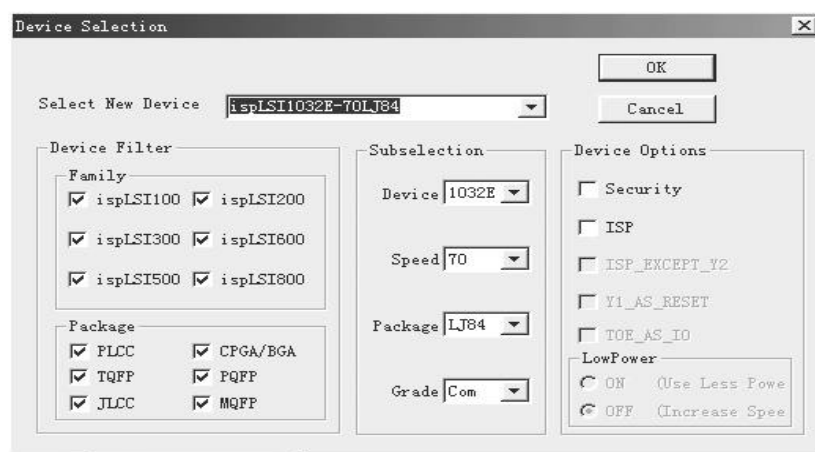 Device Selection
OK
Select New Device ispLSI1032E-70LJ84
Cancel
Device Filter
Family
ispLSI100 ispLSI200
ispLSI300 ispLSI600
ispLSI500 ispLSI800
Package
PLCC CPGA/BGA
TQFP PQFP
JLCC MQFP
Subselection
Device 1032E
Speed 70
Package LJ84
Grade Com
Device Options
Security
ISP
ISP_EXCEPT_Y2
Y1_AS_RESET
TOE_AS_IO
LowPower
ON (Use Less Powe
OFF (Increase Spee